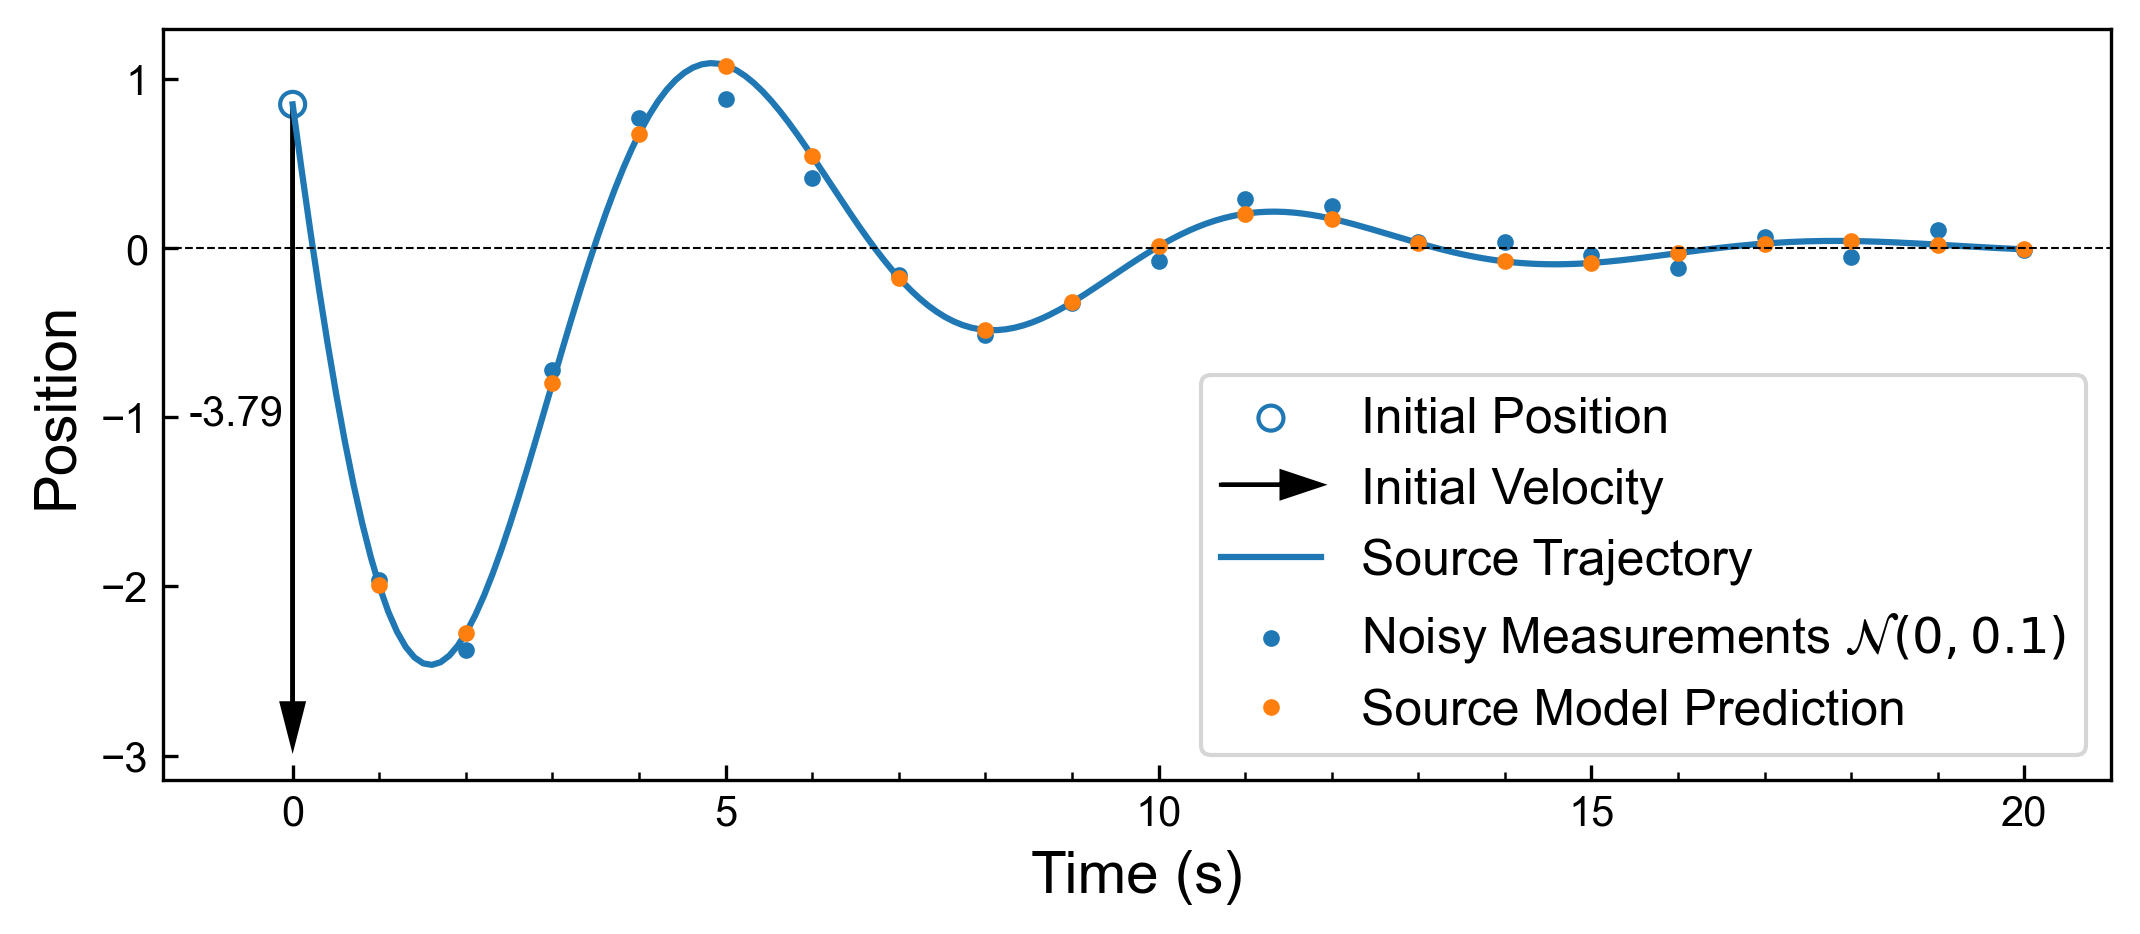 1
0
−1
−2
−3
Position
-3.79
0
5
10
15
20
Time (s)
Initial Position
Initial Velocity
Source Trajectory
Noisy Measurements 𝒩(0, 0.1)
Source Model Prediction